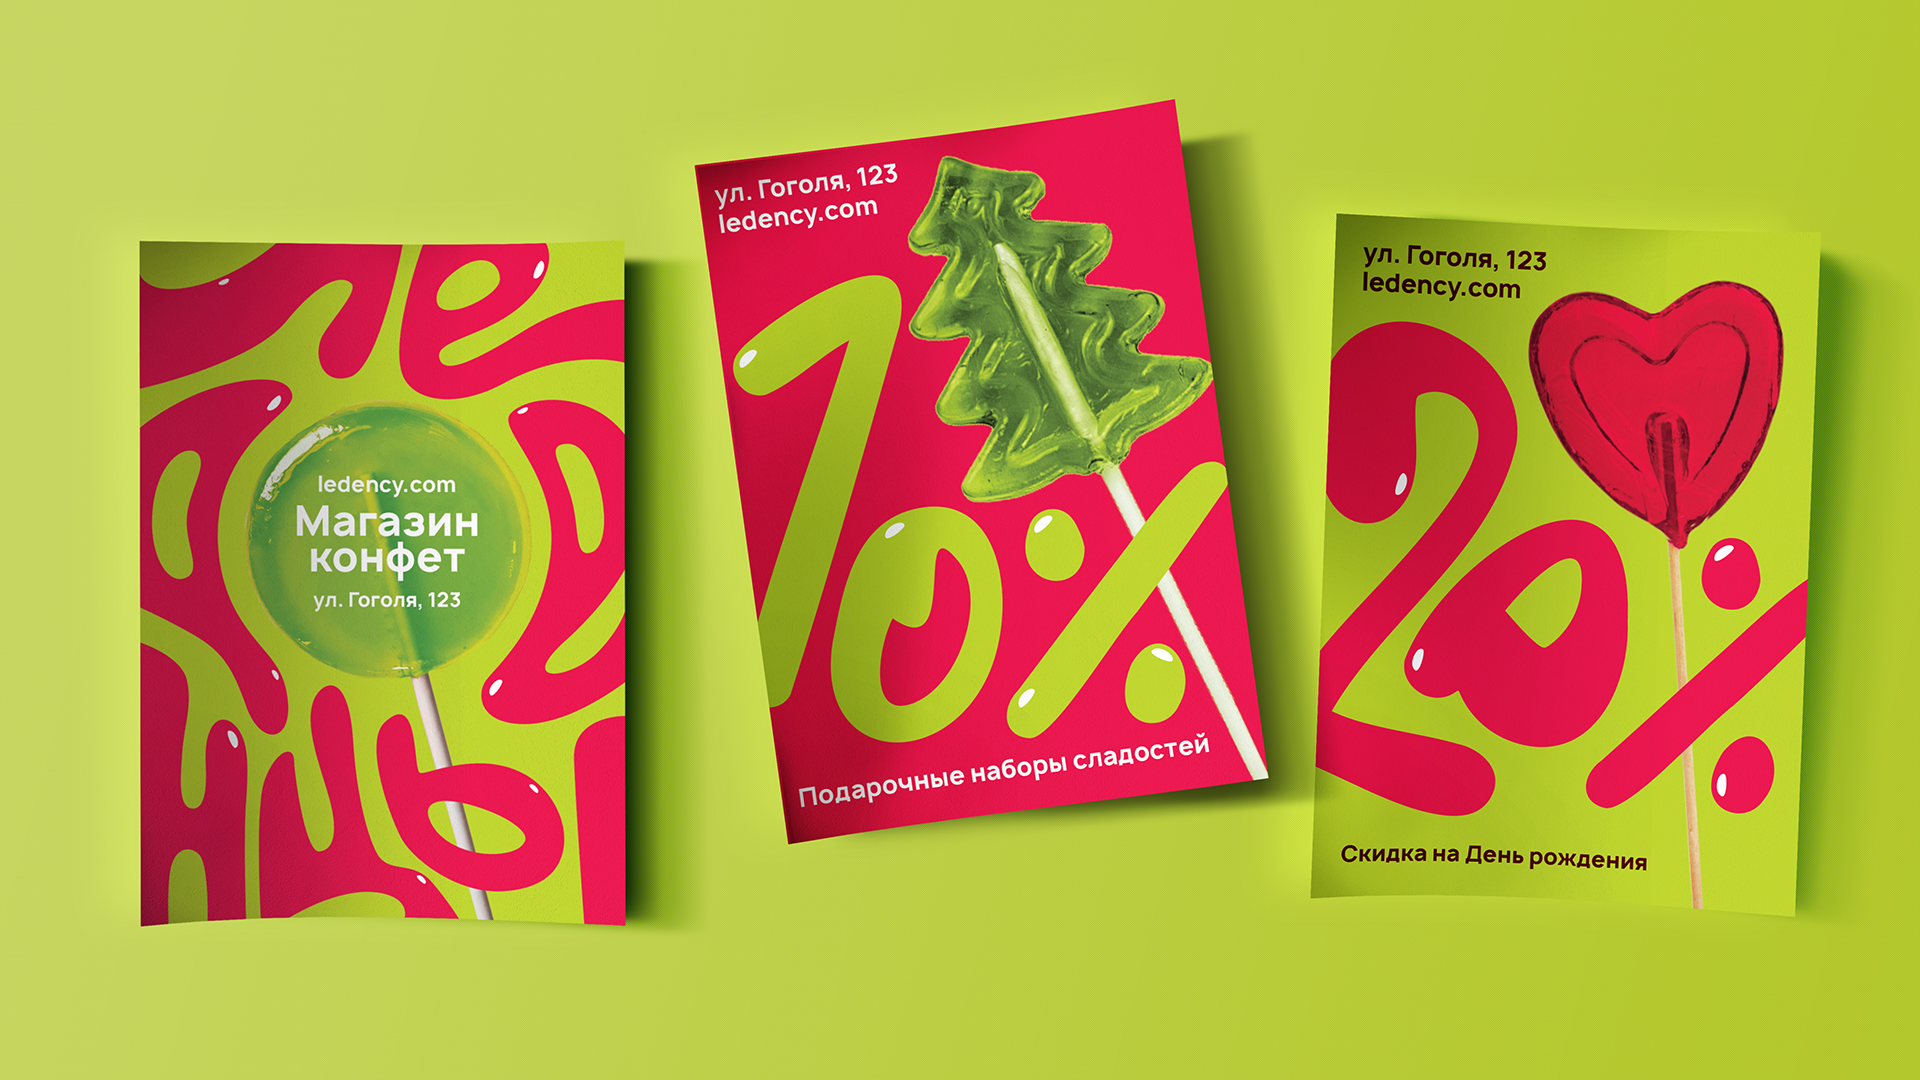 Леденцы
ledency.com
Магазин
конфет
ул. Гоголя, 123
ул. Гоголя, 123
ledency.com
10%
Подарочные наборы сладостей
ул. Гоголя, 123
ledency.com
20%
Скидка на День рождения